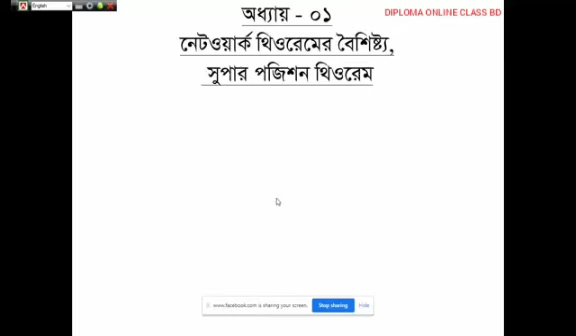 English
অধ্যায় - ০১
DIPLOMA ONLINE CLASS BD
নেটওয়ার্ক থিওরেমের বৈশিষ্ট্য,
সুপার পজিশন থিওরেম
www.facebook.com is sharing your screen.
Stop sharing
Hide